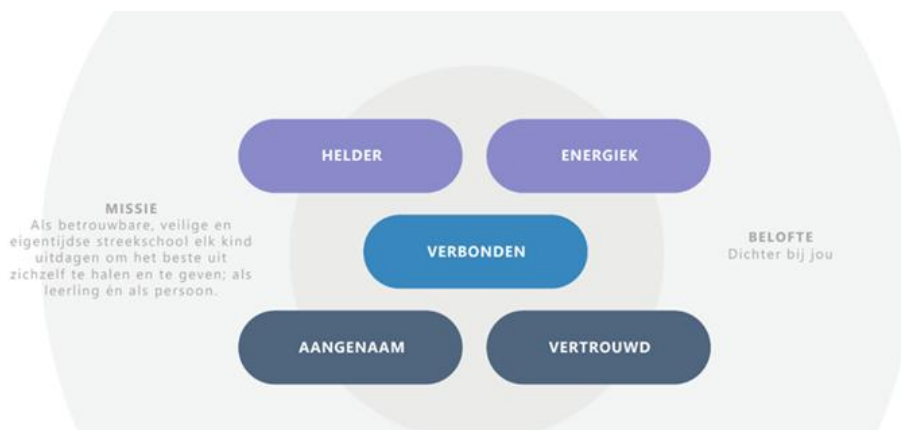 HELDER
ENERGIEK
MISSIE
Als betrouwbare, veilige en
eigentijdse streekschool elk kind
uitdagen om het beste uit
zichzelf te halen en te geven; als
leerling én als persoon.
VERBONDEN
BELOFTE
Dichter bij jou
AANGENAAM
VERTROUWD